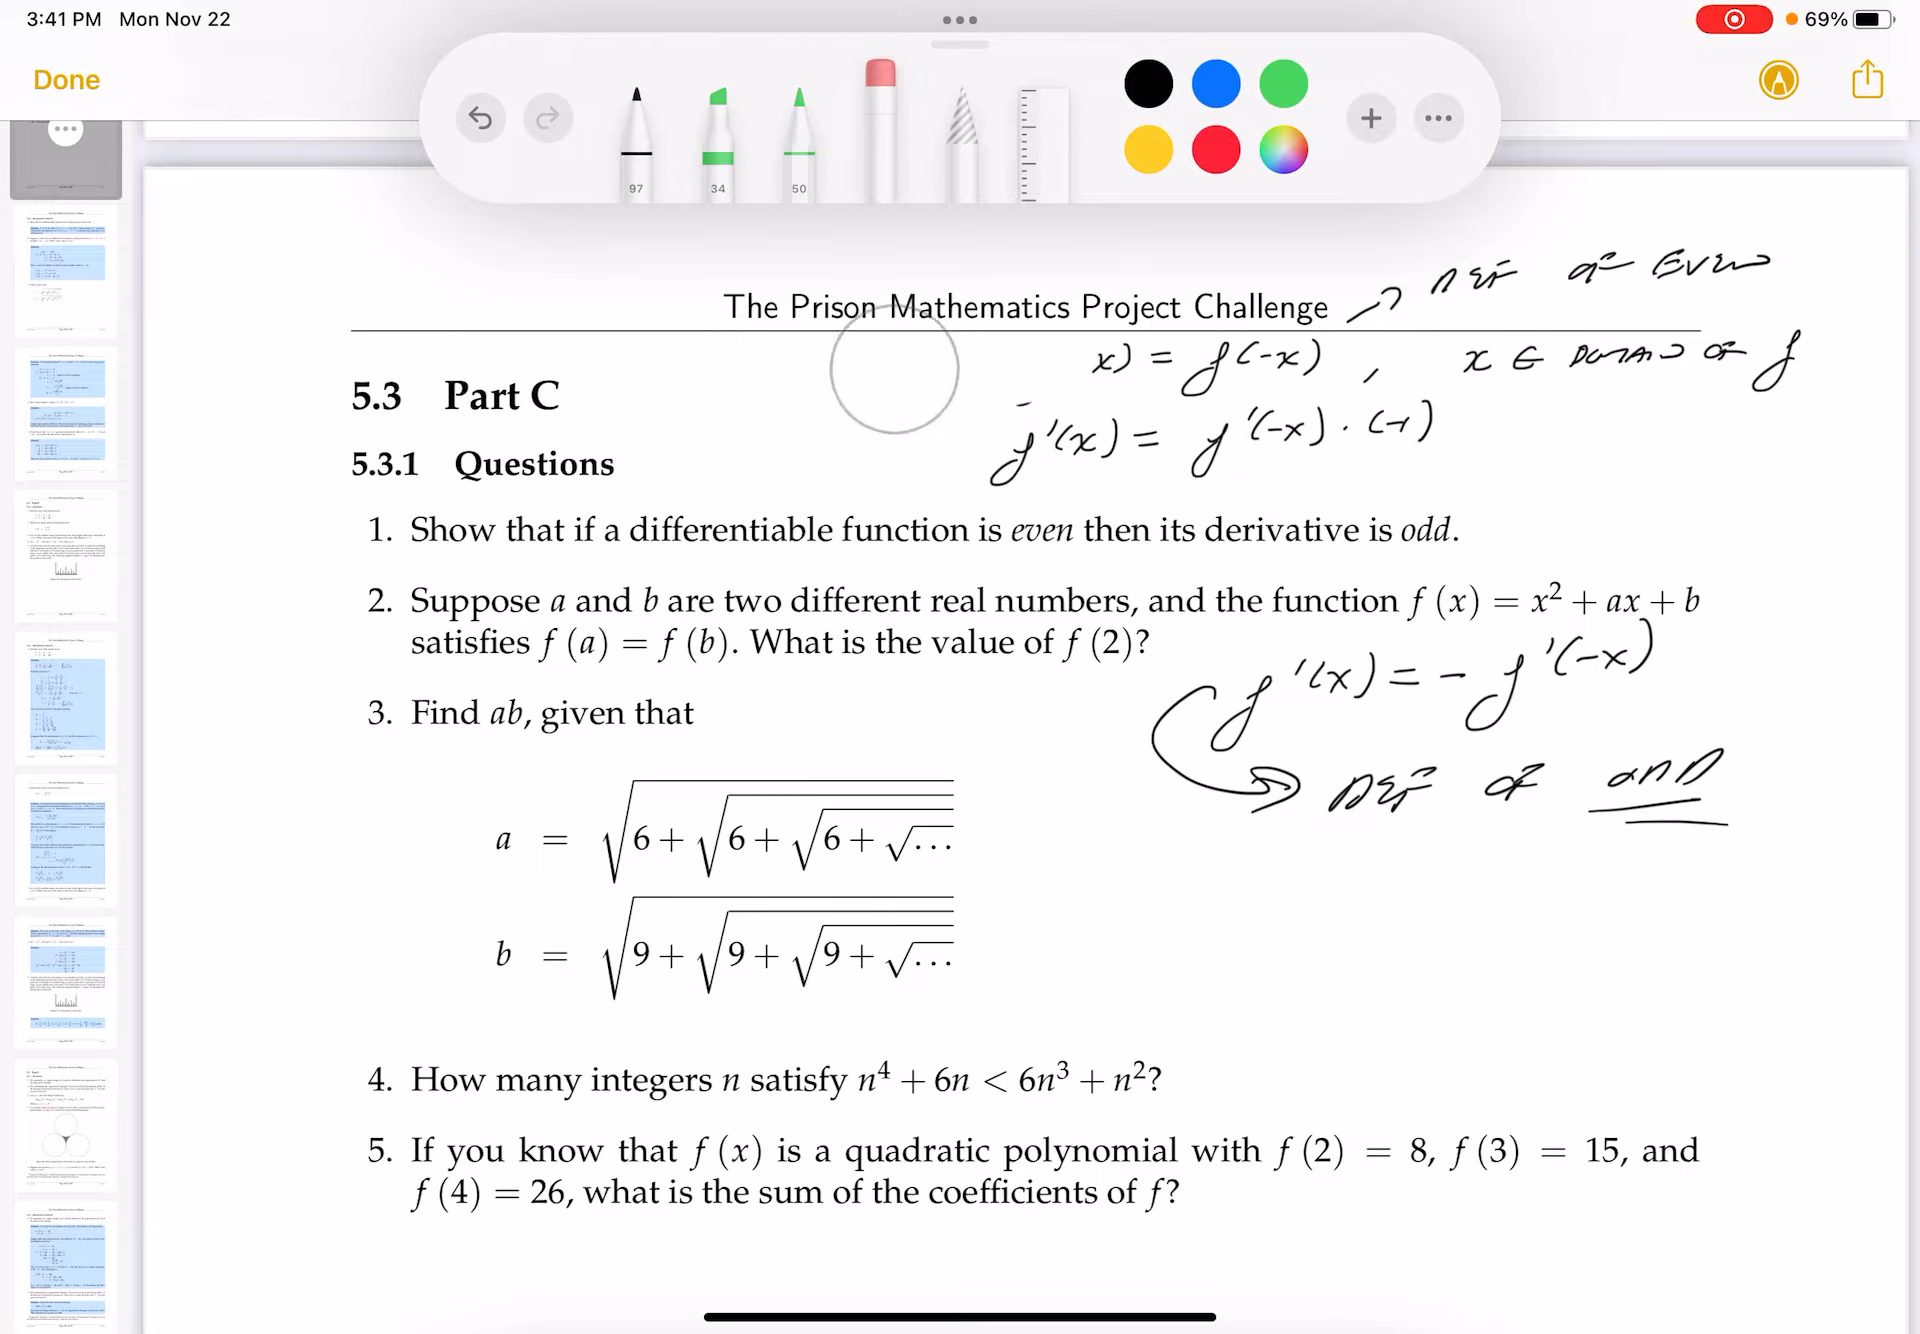 3:41 PM Mon Nov 22
69%
Done
97
34
50
DEF OF EVEN
The Prison Mathematics Project Challenge
x) = f(-x) , x ∈ DOMAIN OF f
5.3 Part C
f'(x) = f'(-x) · (-1)
5.3.1 Questions
1. Show that if a differentiable function is even then its derivative is odd.
2. Suppose a and b are two different real numbers, and the function f (x) = x² + ax + b
satisfies f (a) = f (b). What is the value of f (2)?
f'(x) = - f'(-x)
3. Find ab, given that
DEF OF ODD
a = √6 + √6 + √6 + √...
b = √9 + √9 + √9 + √...
4. How many integers n satisfy n⁴ + 6n < 6n³ + n²?
5. If you know that f (x) is a quadratic polynomial with f (2) = 8, f (3) = 15, and
f (4) = 26, what is the sum of the coefficients of f?